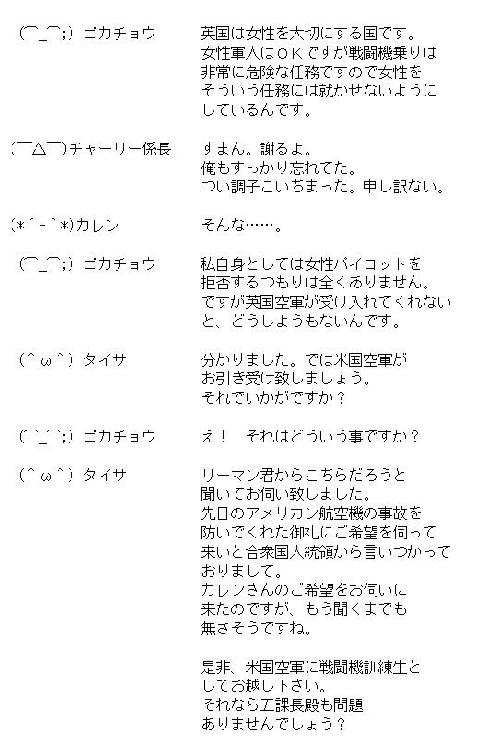 (⌒_⌒;) ゴカチョウ 英国は女性を大切にする国です。
女性軍人はＯＫですが戦闘機乗りは
非常に危険な任務ですので女性を
そういう任務には就かせないように
しているんです。
(￣△￣)チャーリー係長 すまん。謝るよ。
俺もすっかり忘れてた。
つい調子こいちまった。申し訳ない。
(*´-｀*)カレン そんな……。
(⌒_⌒;) ゴカチョウ 私自身としては女性パイロットを
拒否するつもりは全くありません。
ですが英国空軍が受け入れてくれない
と、どうしようもないんです。
(＾ω＾) タイサ 分かりました。では米国空軍が
お引き受け致しましょう。
それでいかがですか？
(´`_´`;) ゴカチョウ え！　それはどういう事ですか？
(＾ω＾) タイサ リーマン君からこちらだろうと
聞いてお伺い致しました。
先日のアメリカン航空機の事故を
防いでくれた御礼にご希望を伺って
来いと合衆国大統領から言いつかって
おりまして。
カレンさんのご希望をお伺いに
来たのですが、もう聞くまでも
無さそうですね。
是非、米国空軍に戦闘機訓練生と
してお越し下さい。
それなら五課長殿も問題
ありませんでしょう？